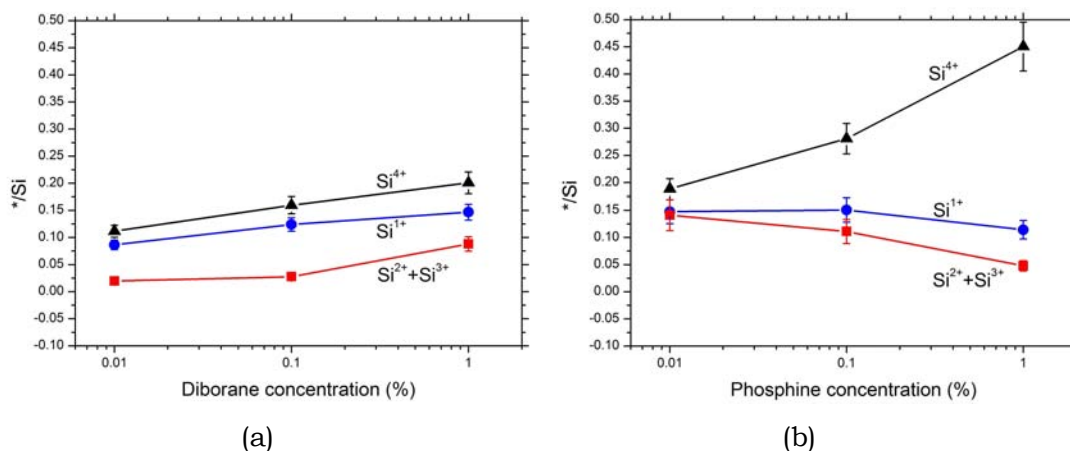 0.50
0.45
0.40
0.35
0.30
0.25
0.20
0.15
0.10
0.05
0.00
-0.05
-0.10
*/Si
Si⁴⁺
Si¹⁺
Si²⁺+Si³⁺
0.01 0.1 1
Diborane concentration (%)
(a)
0.50
0.45
0.40
0.35
0.30
0.25
0.20
0.15
0.10
0.05
0.00
-0.05
-0.10
*/Si
Si⁴⁺
Si¹⁺
Si²⁺+Si³⁺
0.01 0.1 1
Phosphine concentration (%)
(b)